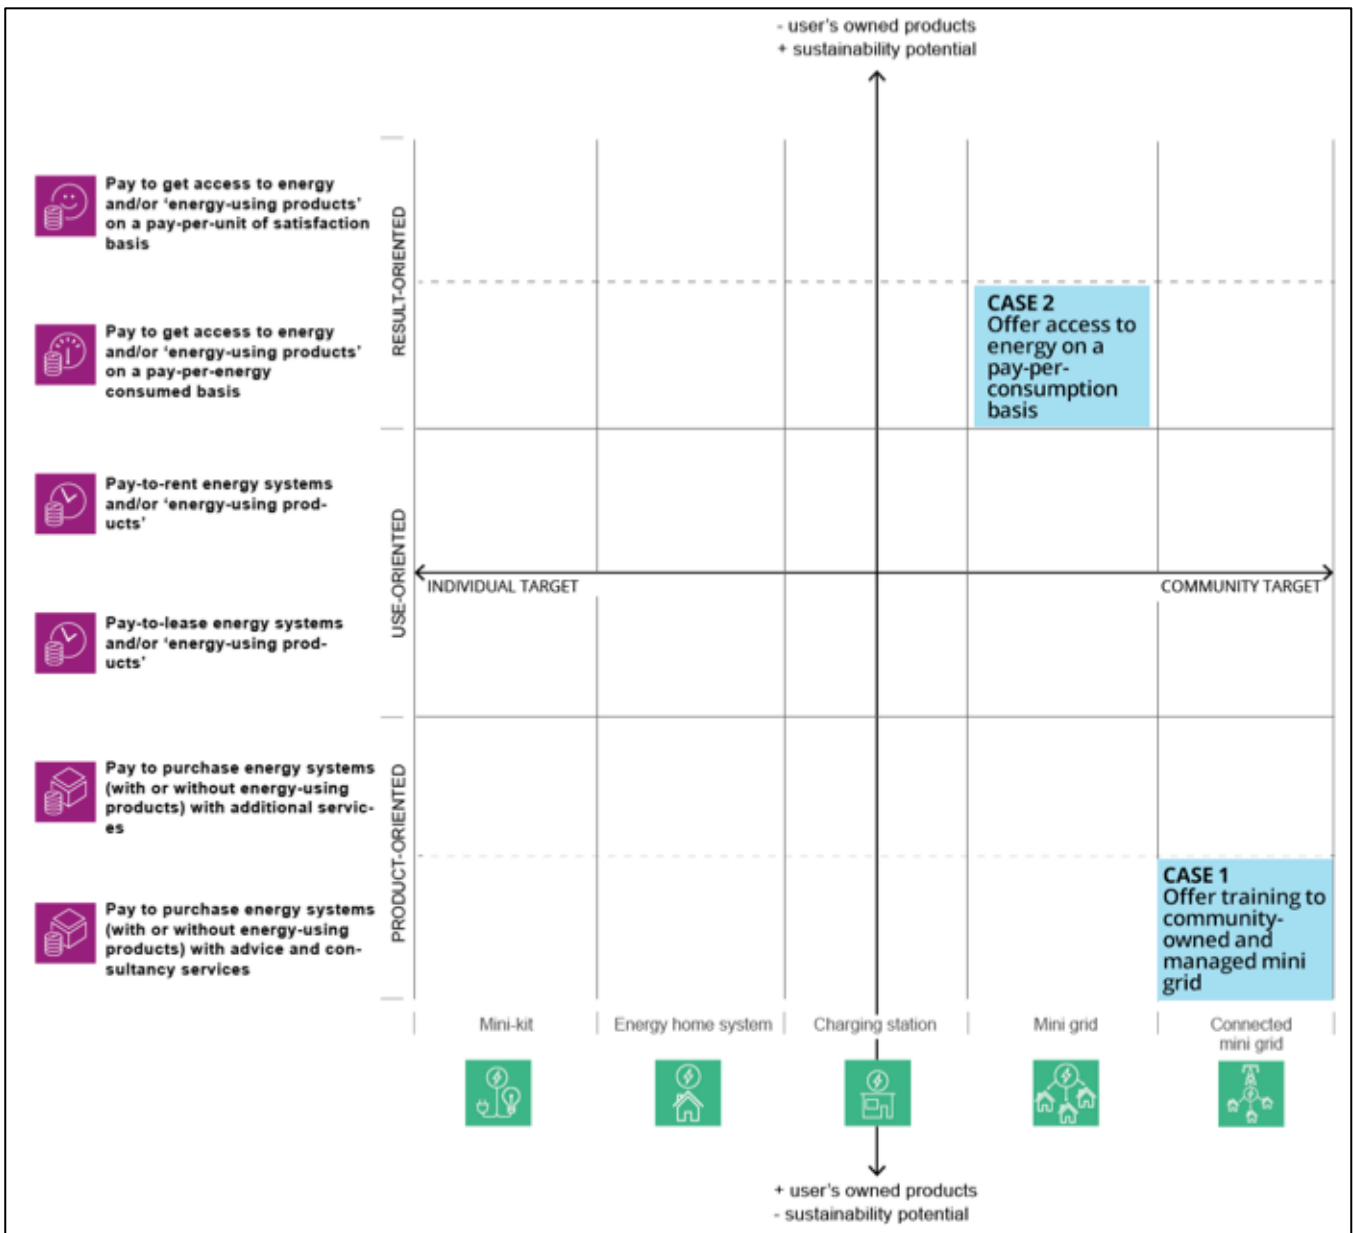 - user's owned products
+ sustainability potential
Pay to get access to energy
and/or ‘energy-using products’
on a pay-per-unit of satisfaction
basis
RESULT-ORIENTED
Pay to get access to energy
and/or ‘energy-using products’
on a pay-per-energy
consumed basis
CASE 2
Offer access to
energy on a
pay-per-
consumption
basis
Pay-to-rent energy systems
and/or ‘energy-using prod-
ucts’
USE-ORIENTED
INDIVIDUAL TARGET
COMMUNITY TARGET
Pay-to-lease energy systems
and/or ‘energy-using prod-
ucts’
Pay to purchase energy systems
(with or without energy-using
products) with additional servic-
es
PRODUCT-ORIENTED
Pay to purchase energy systems
(with or without energy-using
products) with advice and con-
sultancy services
CASE 1
Offer training to
community-
owned and
managed mini
grid
Mini-kit
Energy home system
Charging station
Mini grid
Connected
mini grid
+ user's owned products
- sustainability potential